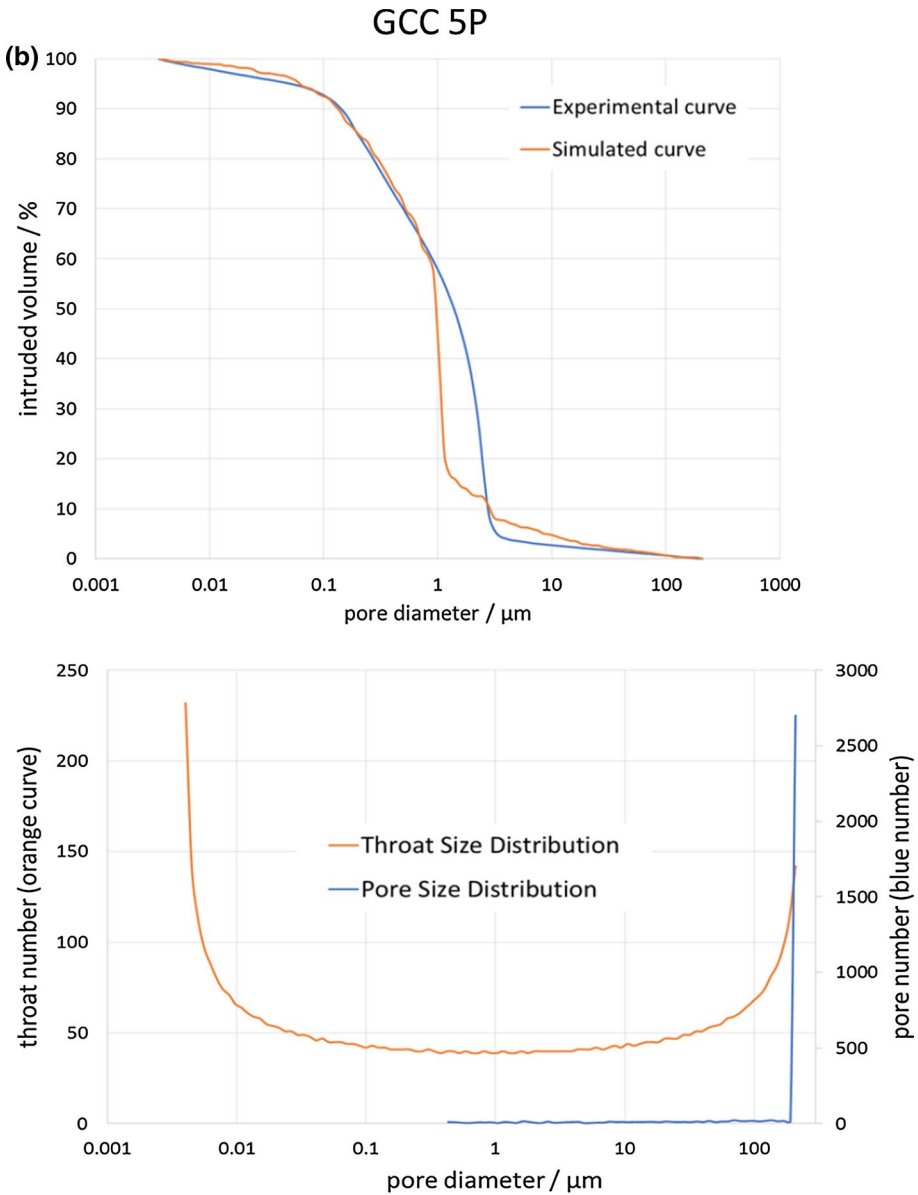 GCC 5P
(b)
100
90
80
70
60
50
40
30
20
10
0
intruded volume / %
Experimental curve
Simulated curve
0.001 0.01 0.1 1 10 100 1000
pore diameter / µm
250
200
150
100
50
0
throat number (orange curve)
Throat Size Distribution
Pore Size Distribution
3000
2500
2000
1500
1000
500
0
pore number (blue number)
0.001 0.01 0.1 1 10 100
pore diameter / µm